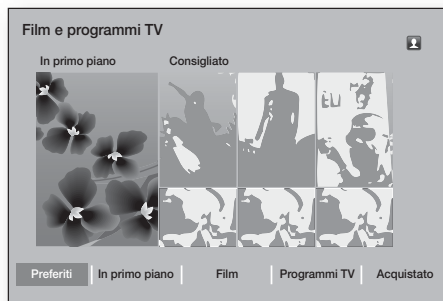 Film e programmi TV
In primo piano Consigliato
Preferiti In primo piano Film Programmi TV Acquistato